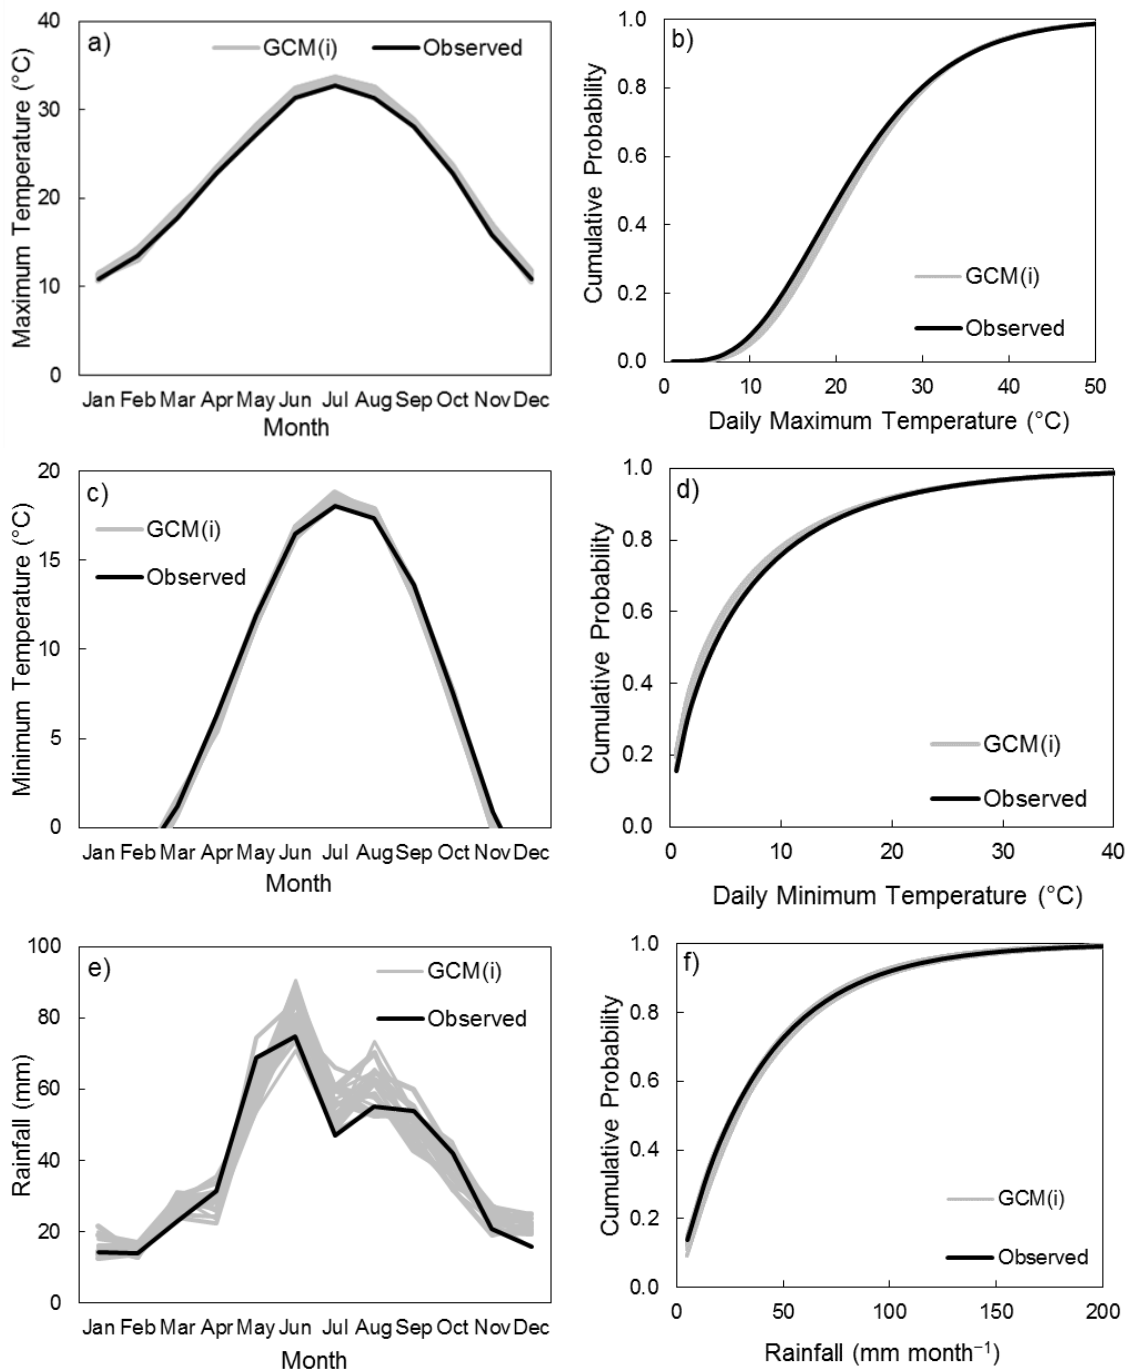 a)
GCM(i) Observed
40
30
20
10
0
Maximum Temperature (°C)
Jan Feb Mar Apr May Jun Jul Aug Sep Oct Nov Dec
Month
b)
1.0
0.8
0.6
0.4
0.2
0.0
Cumulative Probability
GCM(i)
Observed
0 10 20 30 40 50
Daily Maximum Temperature (°C)
c)
20
15
10
5
0
Minimum Temperature (°C)
GCM(i)
Observed
Jan Feb Mar Apr May Jun Jul Aug Sep Oct Nov Dec
Month
d)
1.0
0.8
0.6
0.4
0.2
0.0
Cumulative Probability
GCM(i)
Observed
0 10 20 30 40
Daily Minimum Temperature (°C)
e)
100
80
60
40
20
0
Rainfall (mm)
GCM(i)
Observed
Jan Feb Mar Apr May Jun Jul Aug Sep Oct Nov Dec
Month
f)
1.0
0.8
0.6
0.4
0.2
0.0
Cumulative Probability
GCM(i)
Observed
0 50 100 150 200
Rainfall (mm month⁻¹)